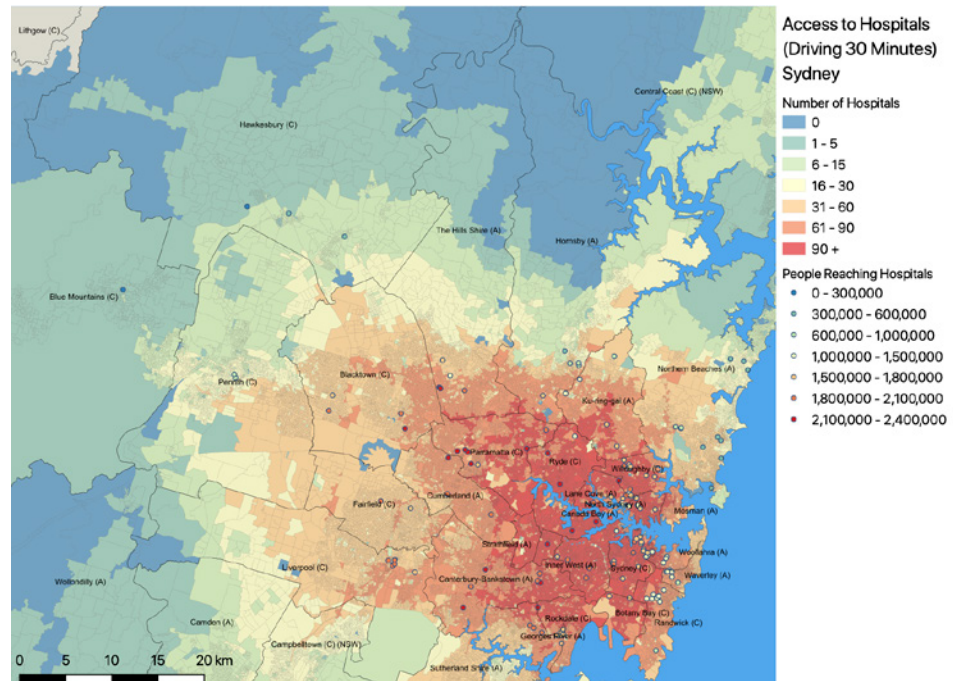 Lithgow (C)
Central Coast (C) (NSW)
Hawkesbury (C)
The Hills Shire (A)
Hornsby (A)
Blue Mountains (C)
Northern Beaches (A)
Blacktown (C)
Penrith (C)
Ku-ring-gai (A)
Parramatta (C)
Ryde (C)
Willoughby (C)
Cumberland (A)
Lane Cove (A)
Fairfield (C)
North Sydney (A)
Canada Bay (A)
Mosman (A)
Strathfield (A)
Woollahra (A)
Liverpool (C)
Inner West (A)
Sydney (C)
Waverley (A)
Wollondilly (A)
Canterbury-Bankstown (A)
Botany Bay (C)
Rockdale (C)
Randwick (C)
Camden (A)
Georges River (A)
Campbelltown (C) (NSW)
Sutherland Shire (A)
0 5 10 15 20 km
Access to Hospitals
(Driving 30 Minutes)
Sydney
Number of Hospitals
0
1 - 5
6 - 15
16 - 30
31 - 60
61 - 90
90 +
People Reaching Hospitals
0 - 300,000
300,000 - 600,000
600,000 - 1,000,000
1,000,000 - 1,500,000
1,500,000 - 1,800,000
1,800,000 - 2,100,000
2,100,000 - 2,400,000